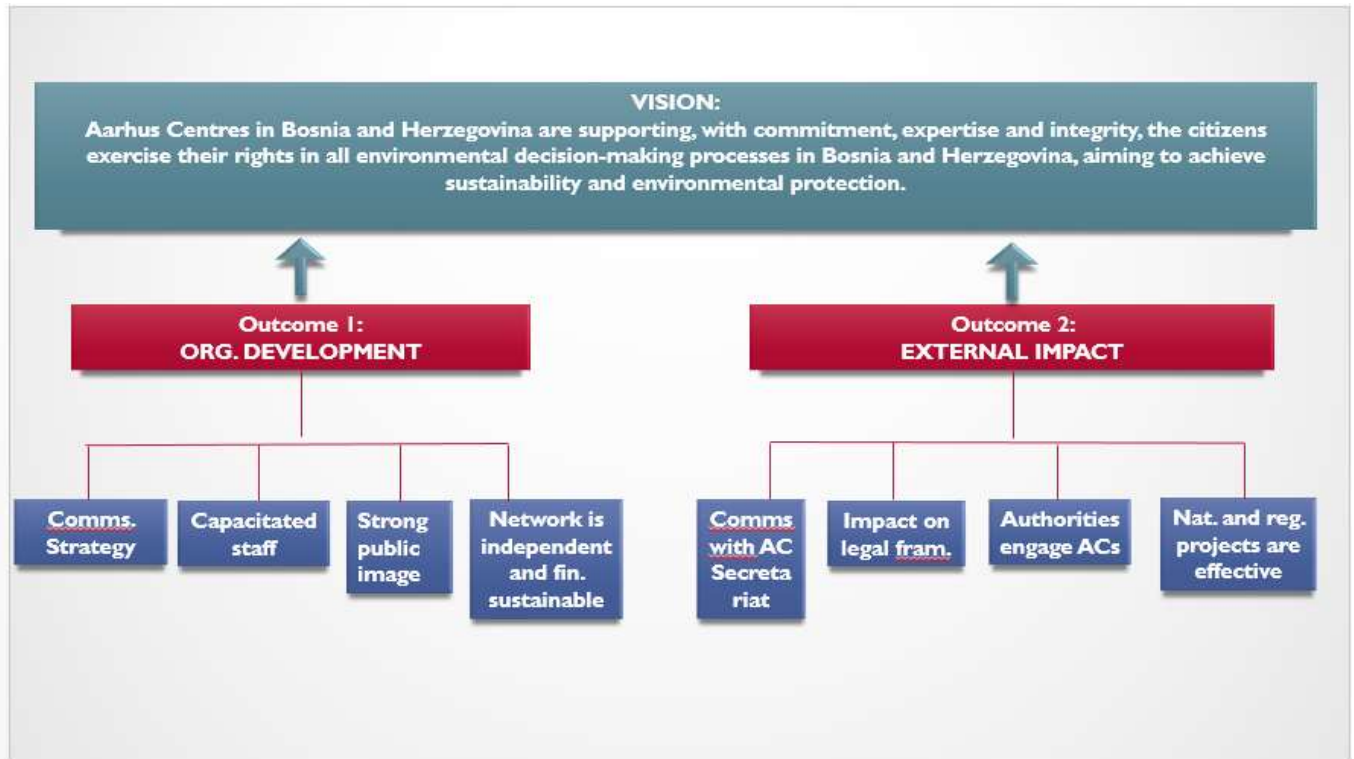 VISION:
Aarhus Centres in Bosnia and Herzegovina are supporting, with commitment, expertise and integrity, the citizens
exercise their rights in all environmental decision-making processes in Bosnia and Herzegovina, aiming to achieve
sustainability and environmental protection.
Outcome 1:
ORG. DEVELOPMENT
Outcome 2:
EXTERNAL IMPACT
Comms.
Strategy
Capacitated
staff
Strong
public
image
Network is
independent
and fin.
sustainable
Comms
with AC
Secreta
riat
Impact on
legal fram.
Authorities
engage ACs
Nat. and reg.
projects are
effective